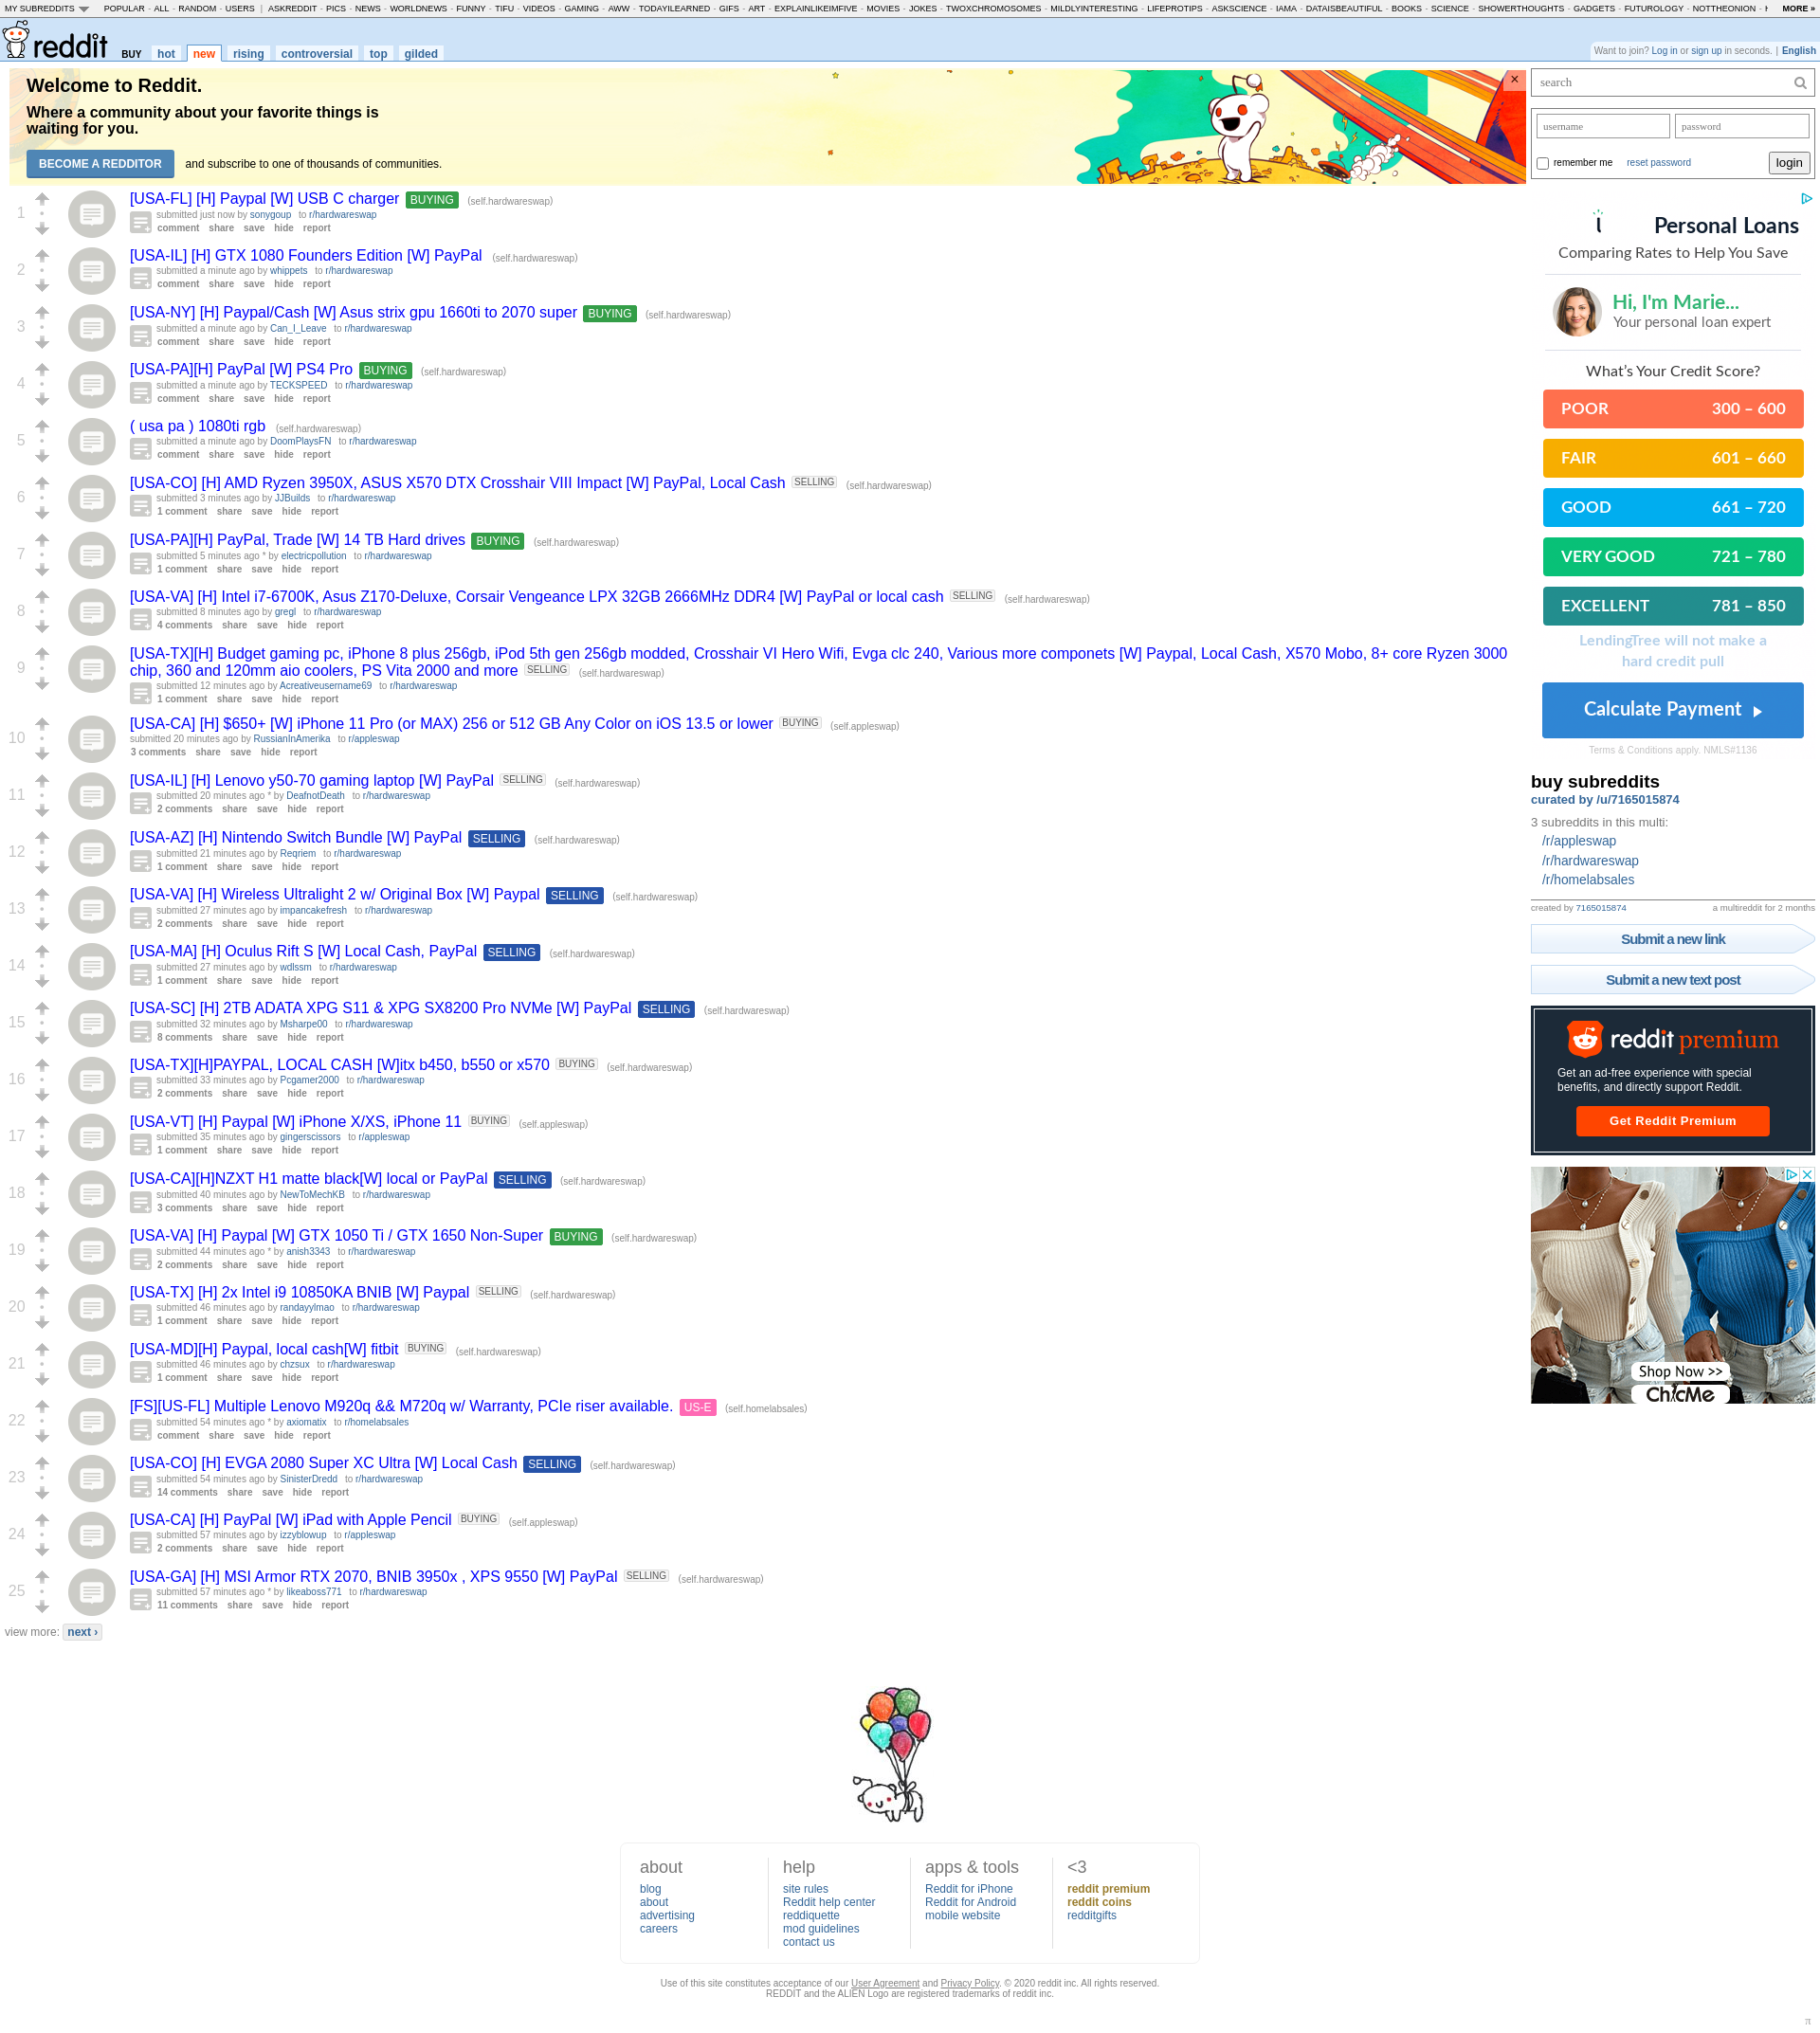 MY SUBREDDITS POPULAR - ALL - RANDOM - USERS | ASKREDDIT - PICS - NEWS - WORLDNEWS - FUNNY - TIFU - VIDEOS - GAMING - AWW - TODAYILEARNED - GIFS - ART - EXPLAINLIKEIMFIVE - MOVIES - JOKES - TWOXCHROMOSOMES - MILDLYINTERESTING - LIFEPROTIPS - ASKSCIENCE - IAMA - DATAISBEAUTIFUL - BOOKS - SCIENCE - SHOWERTHOUGHTS - GADGETS - FUTUROLOGY - NOTTHEONION - MORE »
reddit BUY hot new rising controversial top gilded
Want to join? Log in or sign up in seconds. | English
Welcome to Reddit.
Where a community about your favorite things is
waiting for you.
BECOME A REDDITOR and subscribe to one of thousands of communities.
×
1
[USA-FL] [H] Paypal [W] USB C charger BUYING (self.hardwareswap)
submitted just now by sonygoup to r/hardwareswap
comment share save hide report
2
[USA-IL] [H] GTX 1080 Founders Edition [W] PayPal (self.hardwareswap)
submitted a minute ago by whippets to r/hardwareswap
comment share save hide report
3
[USA-NY] [H] Paypal/Cash [W] Asus strix gpu 1660ti to 2070 super BUYING (self.hardwareswap)
submitted a minute ago by Can_I_Leave to r/hardwareswap
comment share save hide report
4
[USA-PA][H] PayPal [W] PS4 Pro BUYING (self.hardwareswap)
submitted a minute ago by TECKSPEED to r/hardwareswap
comment share save hide report
5
( usa pa ) 1080ti rgb (self.hardwareswap)
submitted a minute ago by DoomPlaysFN to r/hardwareswap
comment share save hide report
6
[USA-CO] [H] AMD Ryzen 3950X, ASUS X570 DTX Crosshair VIII Impact [W] PayPal, Local Cash SELLING (self.hardwareswap)
submitted 3 minutes ago by JJBuilds to r/hardwareswap
1 comment share save hide report
7
[USA-PA][H] PayPal, Trade [W] 14 TB Hard drives BUYING (self.hardwareswap)
submitted 5 minutes ago * by electricpollution to r/hardwareswap
1 comment share save hide report
8
[USA-VA] [H] Intel i7-6700K, Asus Z170-Deluxe, Corsair Vengeance LPX 32GB 2666MHz DDR4 [W] PayPal or local cash SELLING (self.hardwareswap)
submitted 8 minutes ago by gregl to r/hardwareswap
4 comments share save hide report
9
[USA-TX][H] Budget gaming pc, iPhone 8 plus 256gb, iPod 5th gen 256gb modded, Crosshair VI Hero Wifi, Evga clc 240, Various more componets [W] Paypal, Local Cash, X570 Mobo, 8+ core Ryzen 3000
chip, 360 and 120mm aio coolers, PS Vita 2000 and more SELLING (self.hardwareswap)
submitted 12 minutes ago by Acreativeusername69 to r/hardwareswap
1 comment share save hide report
10
[USA-CA] [H] $650+ [W] iPhone 11 Pro (or MAX) 256 or 512 GB Any Color on iOS 13.5 or lower BUYING (self.appleswap)
submitted 20 minutes ago by RussianInAmerika to r/appleswap
3 comments share save hide report
11
[USA-IL] [H] Lenovo y50-70 gaming laptop [W] PayPal SELLING (self.hardwareswap)
submitted 20 minutes ago * by DeafnotDeath to r/hardwareswap
2 comments share save hide report
12
[USA-AZ] [H] Nintendo Switch Bundle [W] PayPal SELLING (self.hardwareswap)
submitted 21 minutes ago by Reqriem to r/hardwareswap
1 comment share save hide report
13
[USA-VA] [H] Wireless Ultralight 2 w/ Original Box [W] Paypal SELLING (self.hardwareswap)
submitted 27 minutes ago by impancakefresh to r/hardwareswap
2 comments share save hide report
14
[USA-MA] [H] Oculus Rift S [W] Local Cash, PayPal SELLING (self.hardwareswap)
submitted 27 minutes ago by wdlssm to r/hardwareswap
1 comment share save hide report
15
[USA-SC] [H] 2TB ADATA XPG S11 & XPG SX8200 Pro NVMe [W] PayPal SELLING (self.hardwareswap)
submitted 32 minutes ago by Msharpe00 to r/hardwareswap
8 comments share save hide report
16
[USA-TX][H]PAYPAL, LOCAL CASH [W]itx b450, b550 or x570 BUYING (self.hardwareswap)
submitted 33 minutes ago by Pcgamer2000 to r/hardwareswap
2 comments share save hide report
17
[USA-VT] [H] Paypal [W] iPhone X/XS, iPhone 11 BUYING (self.appleswap)
submitted 35 minutes ago by gingerscissors to r/appleswap
1 comment share save hide report
18
[USA-CA][H]NZXT H1 matte black[W] local or PayPal SELLING (self.hardwareswap)
submitted 40 minutes ago by NewToMechKB to r/hardwareswap
3 comments share save hide report
19
[USA-VA] [H] Paypal [W] GTX 1050 Ti / GTX 1650 Non-Super BUYING (self.hardwareswap)
submitted 44 minutes ago * by anish3343 to r/hardwareswap
2 comments share save hide report
20
[USA-TX] [H] 2x Intel i9 10850KA BNIB [W] Paypal SELLING (self.hardwareswap)
submitted 46 minutes ago by randayylmao to r/hardwareswap
1 comment share save hide report
21
[USA-MD][H] Paypal, local cash[W] fitbit BUYING (self.hardwareswap)
submitted 46 minutes ago by chzsux to r/hardwareswap
1 comment share save hide report
22
[FS][US-FL] Multiple Lenovo M920q && M720q w/ Warranty, PCIe riser available. US-E (self.homelabsales)
submitted 54 minutes ago * by axiomatix to r/homelabsales
comment share save hide report
23
[USA-CO] [H] EVGA 2080 Super XC Ultra [W] Local Cash SELLING (self.hardwareswap)
submitted 54 minutes ago by SinisterDredd to r/hardwareswap
14 comments share save hide report
24
[USA-CA] [H] PayPal [W] iPad with Apple Pencil BUYING (self.appleswap)
submitted 57 minutes ago by izzyblowup to r/appleswap
2 comments share save hide report
25
[USA-GA] [H] MSI Armor RTX 2070, BNIB 3950x , XPS 9550 [W] PayPal SELLING (self.hardwareswap)
submitted 57 minutes ago * by likeaboss771 to r/hardwareswap
11 comments share save hide report
view more: next ›
search
username password
remember me reset password login
Personal Loans
Comparing Rates to Help You Save
Hi, I'm Marie...
Your personal loan expert
What's Your Credit Score?
POOR 300 – 600
FAIR 601 – 660
GOOD 661 – 720
VERY GOOD 721 – 780
EXCELLENT 781 – 850
LendingTree will not make a
hard credit pull
Calculate Payment
Terms & Conditions apply. NMLS#1136
buy subreddits
curated by /u/7165015874
3 subreddits in this multi:
/r/appleswap
/r/hardwareswap
/r/homelabsales
created by 7165015874 a multireddit for 2 months
Submit a new link
Submit a new text post
reddit premium
Get an ad-free experience with special
benefits, and directly support Reddit.
Get Reddit Premium
Shop Now >>
ChicMe
about
blog
about
advertising
careers
help
site rules
Reddit help center
reddiquette
mod guidelines
contact us
apps & tools
Reddit for iPhone
Reddit for Android
mobile website
<3
reddit premium
reddit coins
redditgifts
Use of this site constitutes acceptance of our User Agreement and Privacy Policy. © 2020 reddit inc. All rights reserved.
REDDIT and the ALIEN Logo are registered trademarks of reddit inc.
π